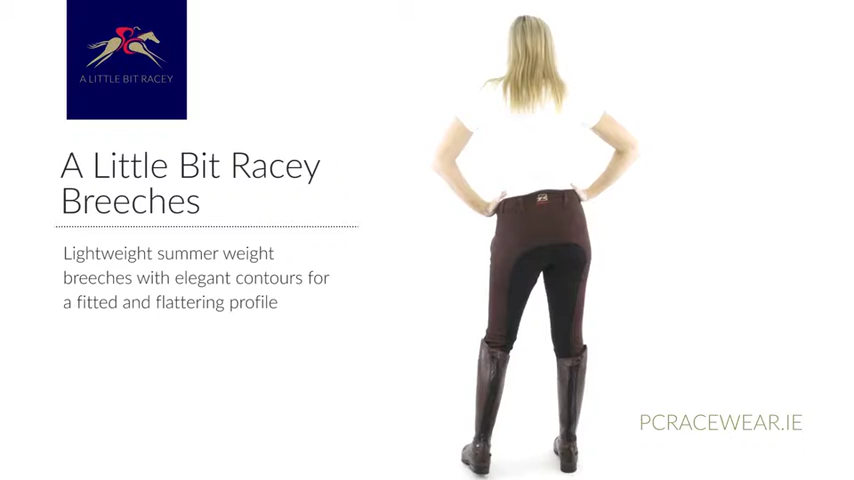 A LITTLE BIT RACEY
A Little Bit Racey
Breeches
Lightweight summer weight
breeches with elegant contours for
a fitted and flattering profile
PCRACEWEAR.IE